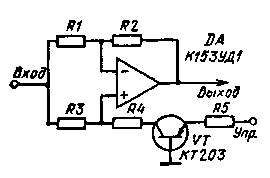 R1
R2
DA
К153УД1
Вход
−
+
Выход
R3
R4
R5
Упр.
VT
КТ203